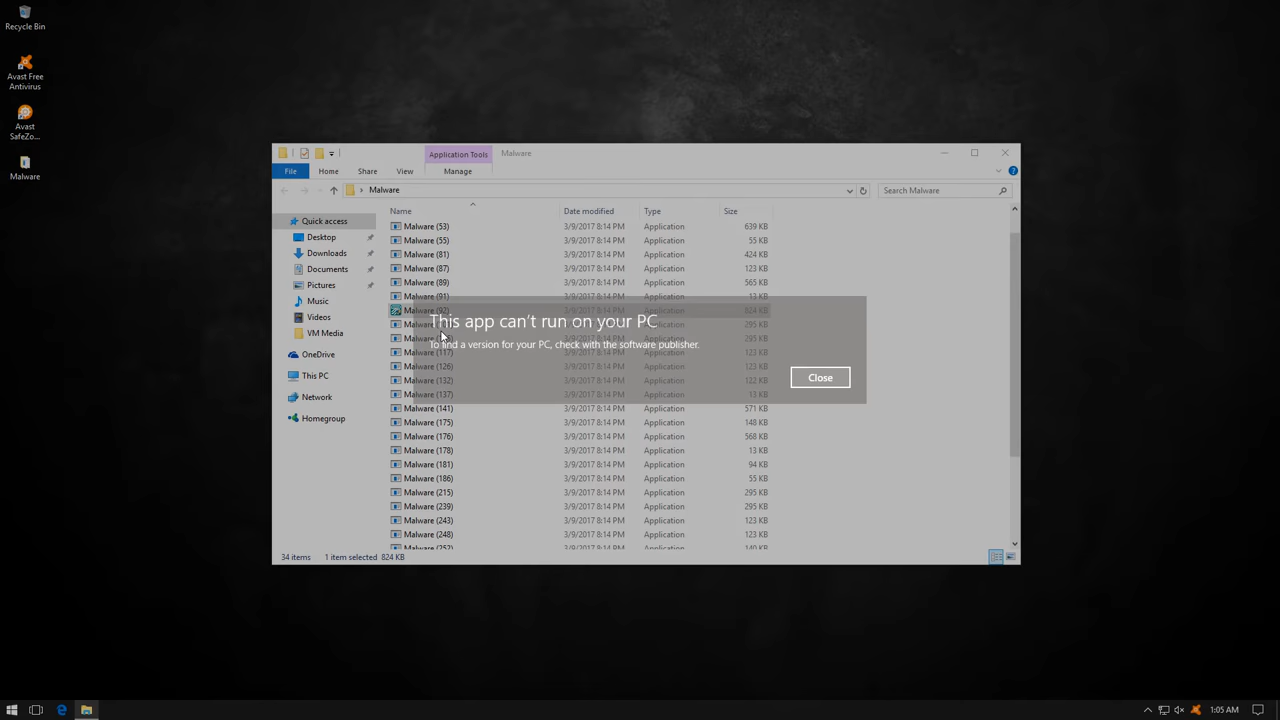 Recycle Bin
Avast Free
Antivirus
Avast
SafeZo...
Malware
Application Tools
Malware
File
Home
Share
View
Manage
Malware
Search Malware
Quick access
Desktop
Downloads
Documents
Pictures
Music
Videos
VM Media
OneDrive
This PC
Network
Homegroup
Name Date modified Type Size
Malware (53) 3/9/2017 8:14 PM Application 639 KB
Malware (55) 3/9/2017 8:14 PM Application 55 KB
Malware (81) 3/9/2017 8:14 PM Application 424 KB
Malware (87) 3/9/2017 8:14 PM Application 123 KB
Malware (89) 3/9/2017 8:14 PM Application 565 KB
Malware (91) 3/9/2017 8:14 PM Application 13 KB
Malware (92) 3/9/2017 8:14 PM Application 824 KB
Malware 3/9/2017 8:14 PM Application 295 KB
Malware 3/9/2017 8:14 PM Application 295 KB
Malware (117) 3/9/2017 8:14 PM Application 123 KB
Malware (126) 3/9/2017 8:14 PM Application 123 KB
Malware (132) 3/9/2017 8:14 PM Application 122 KB
Malware (137) 3/9/2017 8:14 PM Application 13 KB
Malware (141) 3/9/2017 8:14 PM Application 571 KB
Malware (175) 3/9/2017 8:14 PM Application 148 KB
Malware (176) 3/9/2017 8:14 PM Application 568 KB
Malware (178) 3/9/2017 8:14 PM Application 13 KB
Malware (181) 3/9/2017 8:14 PM Application 94 KB
Malware (186) 3/9/2017 8:14 PM Application 55 KB
Malware (215) 3/9/2017 8:14 PM Application 295 KB
Malware (239) 3/9/2017 8:14 PM Application 295 KB
Malware (243) 3/9/2017 8:14 PM Application 123 KB
Malware (248) 3/9/2017 8:14 PM Application 123 KB
Malware (252) 3/9/2017 8:14 PM Application 140 KB
This app can't run on your PC
To find a version for your PC, check with the software publisher.
Close
34 items 1 item selected 824 KB
1:05 AM